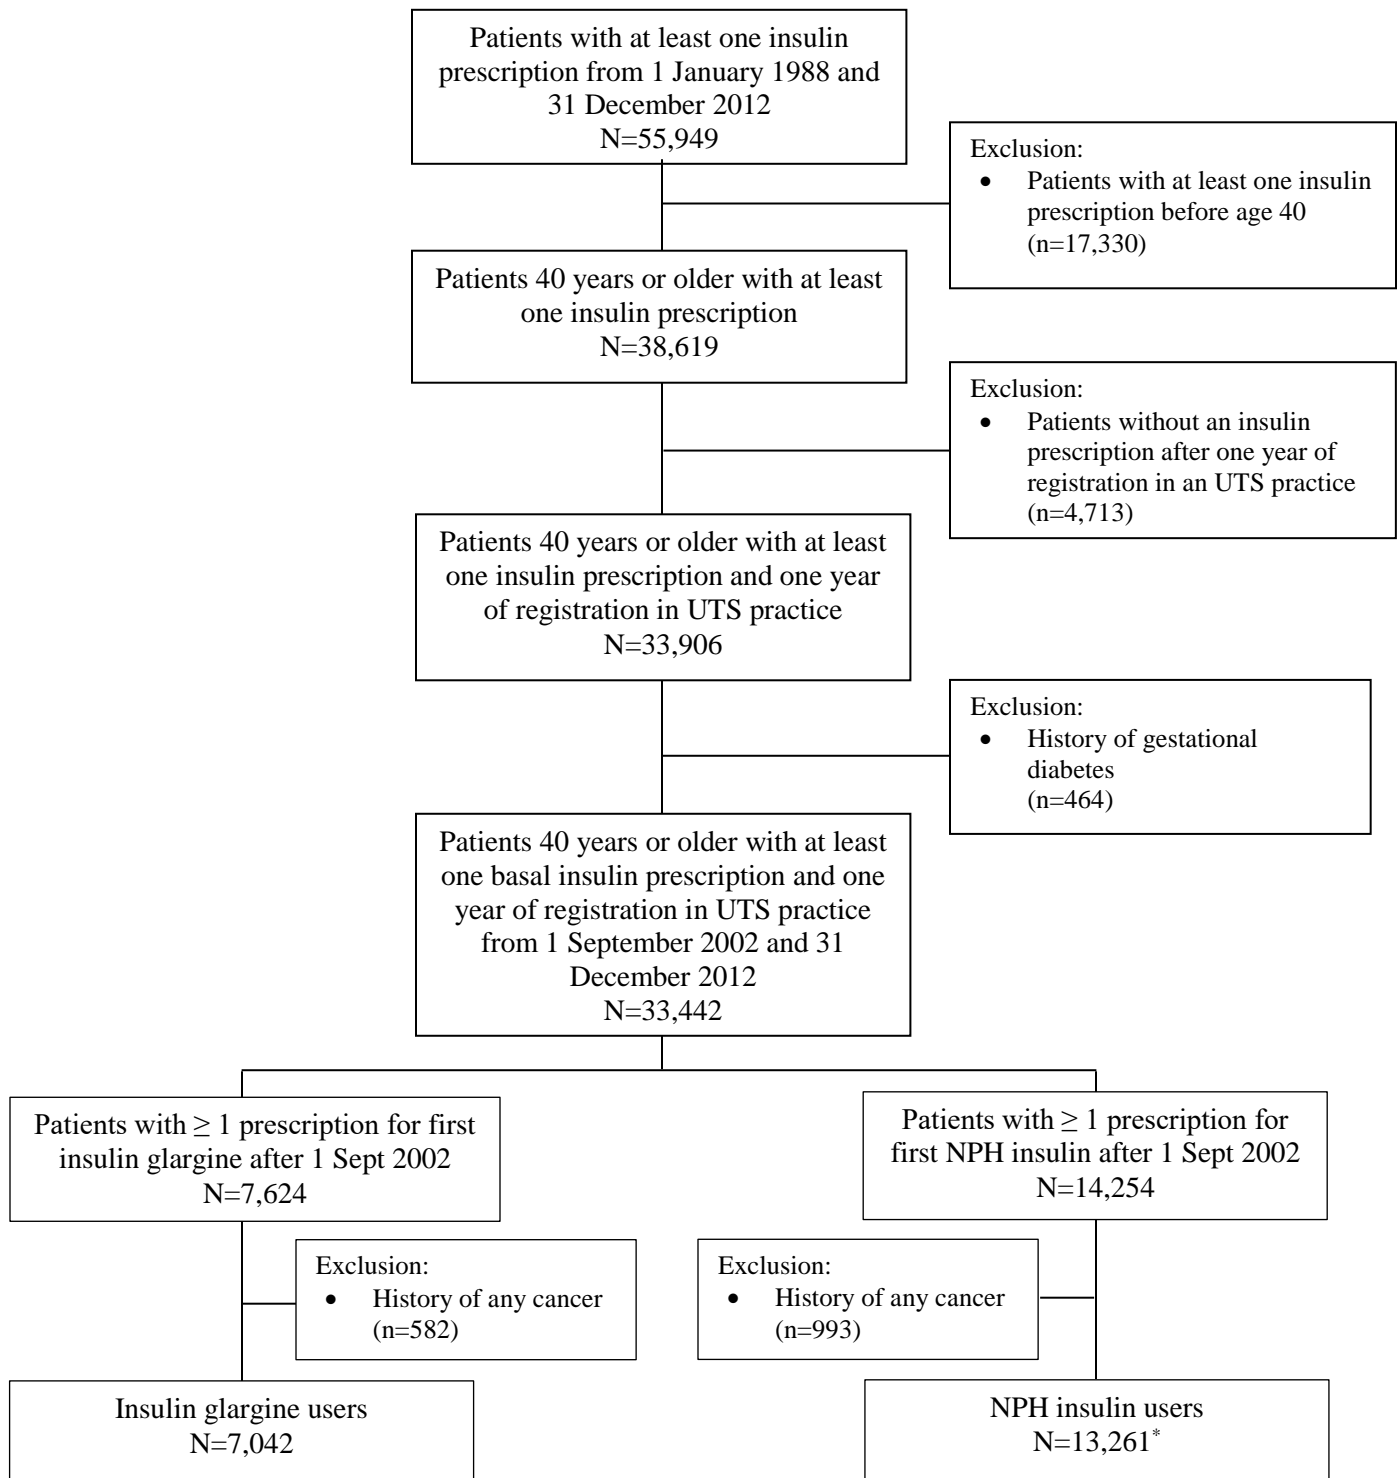 Patients with at least one insulin
prescription from 1 January 1988 and
31 December 2012
N=55,949
Exclusion:
• Patients with at least one insulin
prescription before age 40
(n=17,330)
Patients 40 years or older with at least
one insulin prescription
N=38,619
Exclusion:
• Patients without an insulin
prescription after one year of
registration in an UTS practice
(n=4,713)
Patients 40 years or older with at least
one insulin prescription and one year
of registration in UTS practice
N=33,906
Exclusion:
• History of gestational
diabetes
(n=464)
Patients 40 years or older with at least
one basal insulin prescription and one
year of registration in UTS practice
from 1 September 2002 and 31
December 2012
N=33,442
Patients with ≥ 1 prescription for first
insulin glargine after 1 Sept 2002
N=7,624
Patients with ≥ 1 prescription for
first NPH insulin after 1 Sept 2002
N=14,254
Exclusion:
• History of any cancer
(n=582)
Exclusion:
• History of any cancer
(n=993)
Insulin glargine users
N=7,042
NPH insulin users
N=13,261*